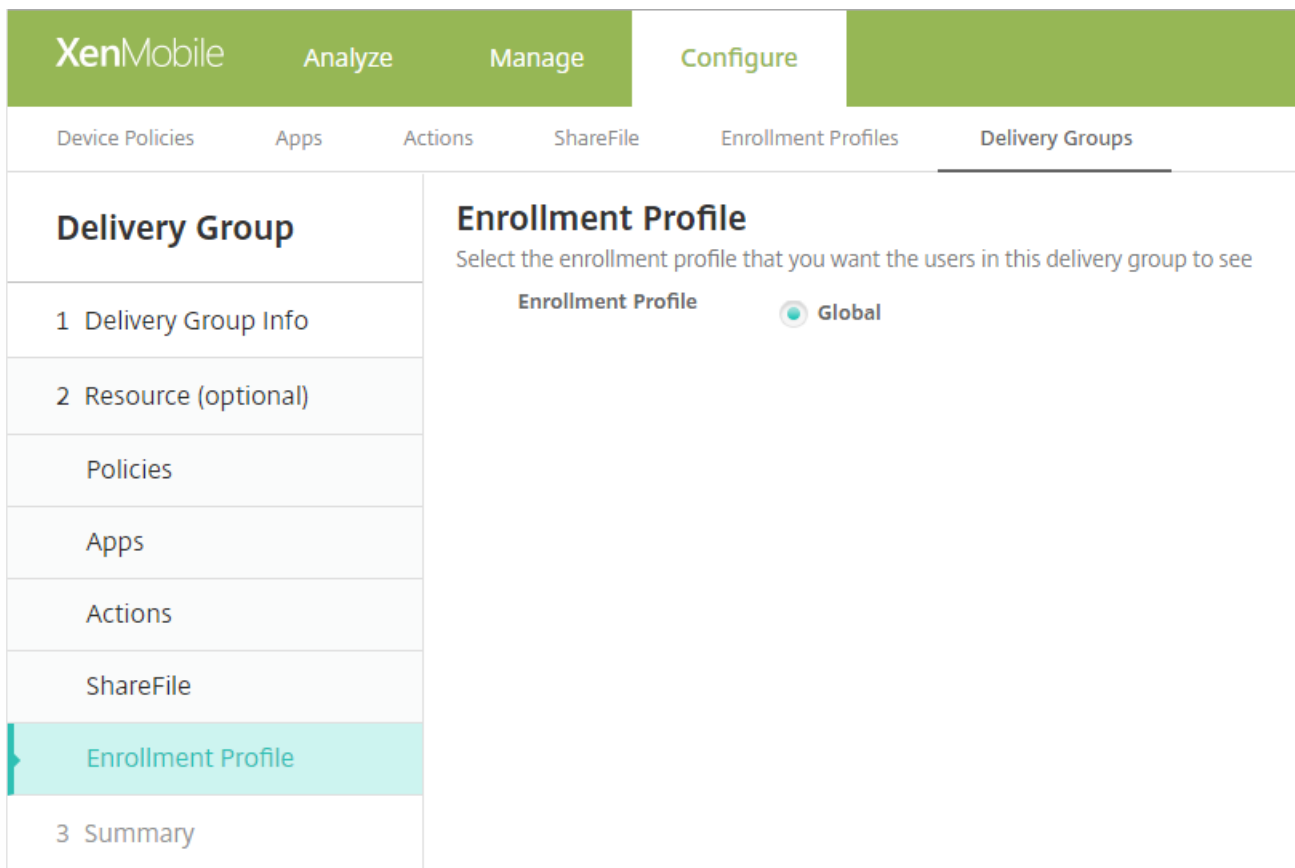 XenMobile Analyze Manage Configure
Device Policies Apps Actions ShareFile Enrollment Profiles Delivery Groups
Delivery Group
1 Delivery Group Info
2 Resource (optional)
Policies
Apps
Actions
ShareFile
Enrollment Profile
3 Summary
Enrollment Profile
Select the enrollment profile that you want the users in this delivery group to see
Enrollment Profile Global